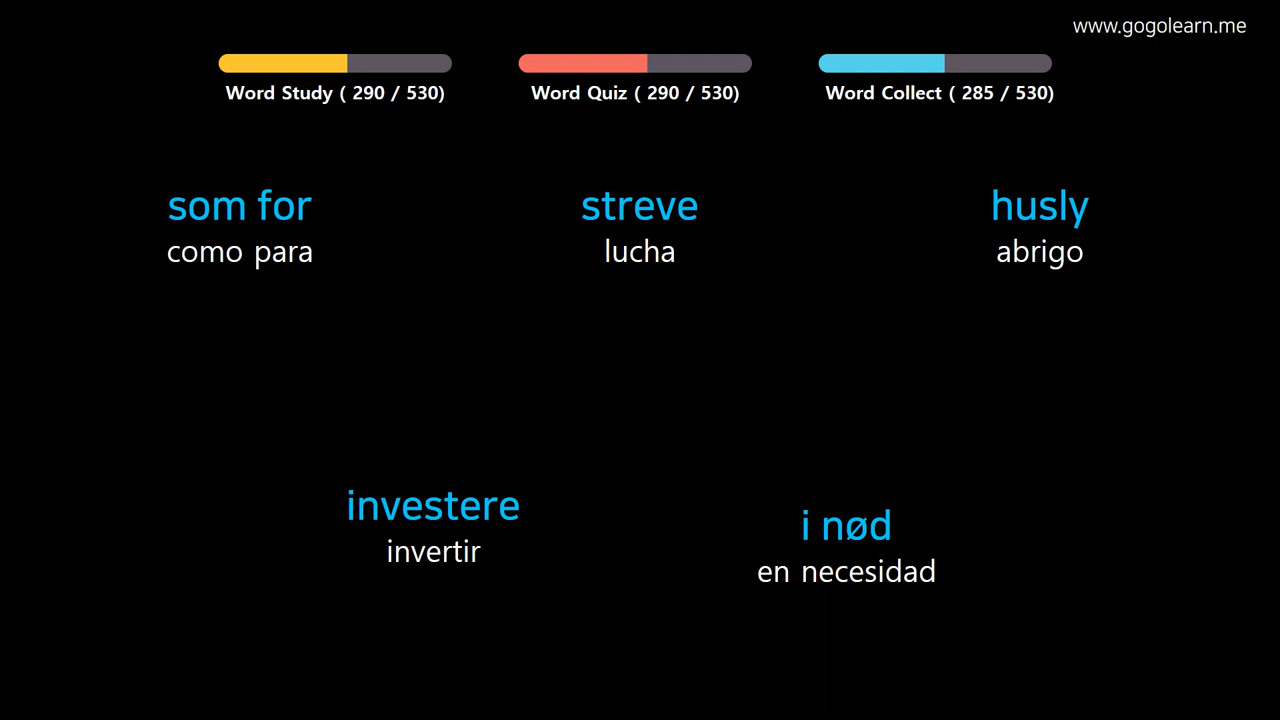 www.gogolearn.me
Word Study ( 290 / 530)
Word Quiz ( 290 / 530)
Word Collect ( 285 / 530)
som for
como para
streve
lucha
husly
abrigo
investere
invertir
i nød
en necesidad